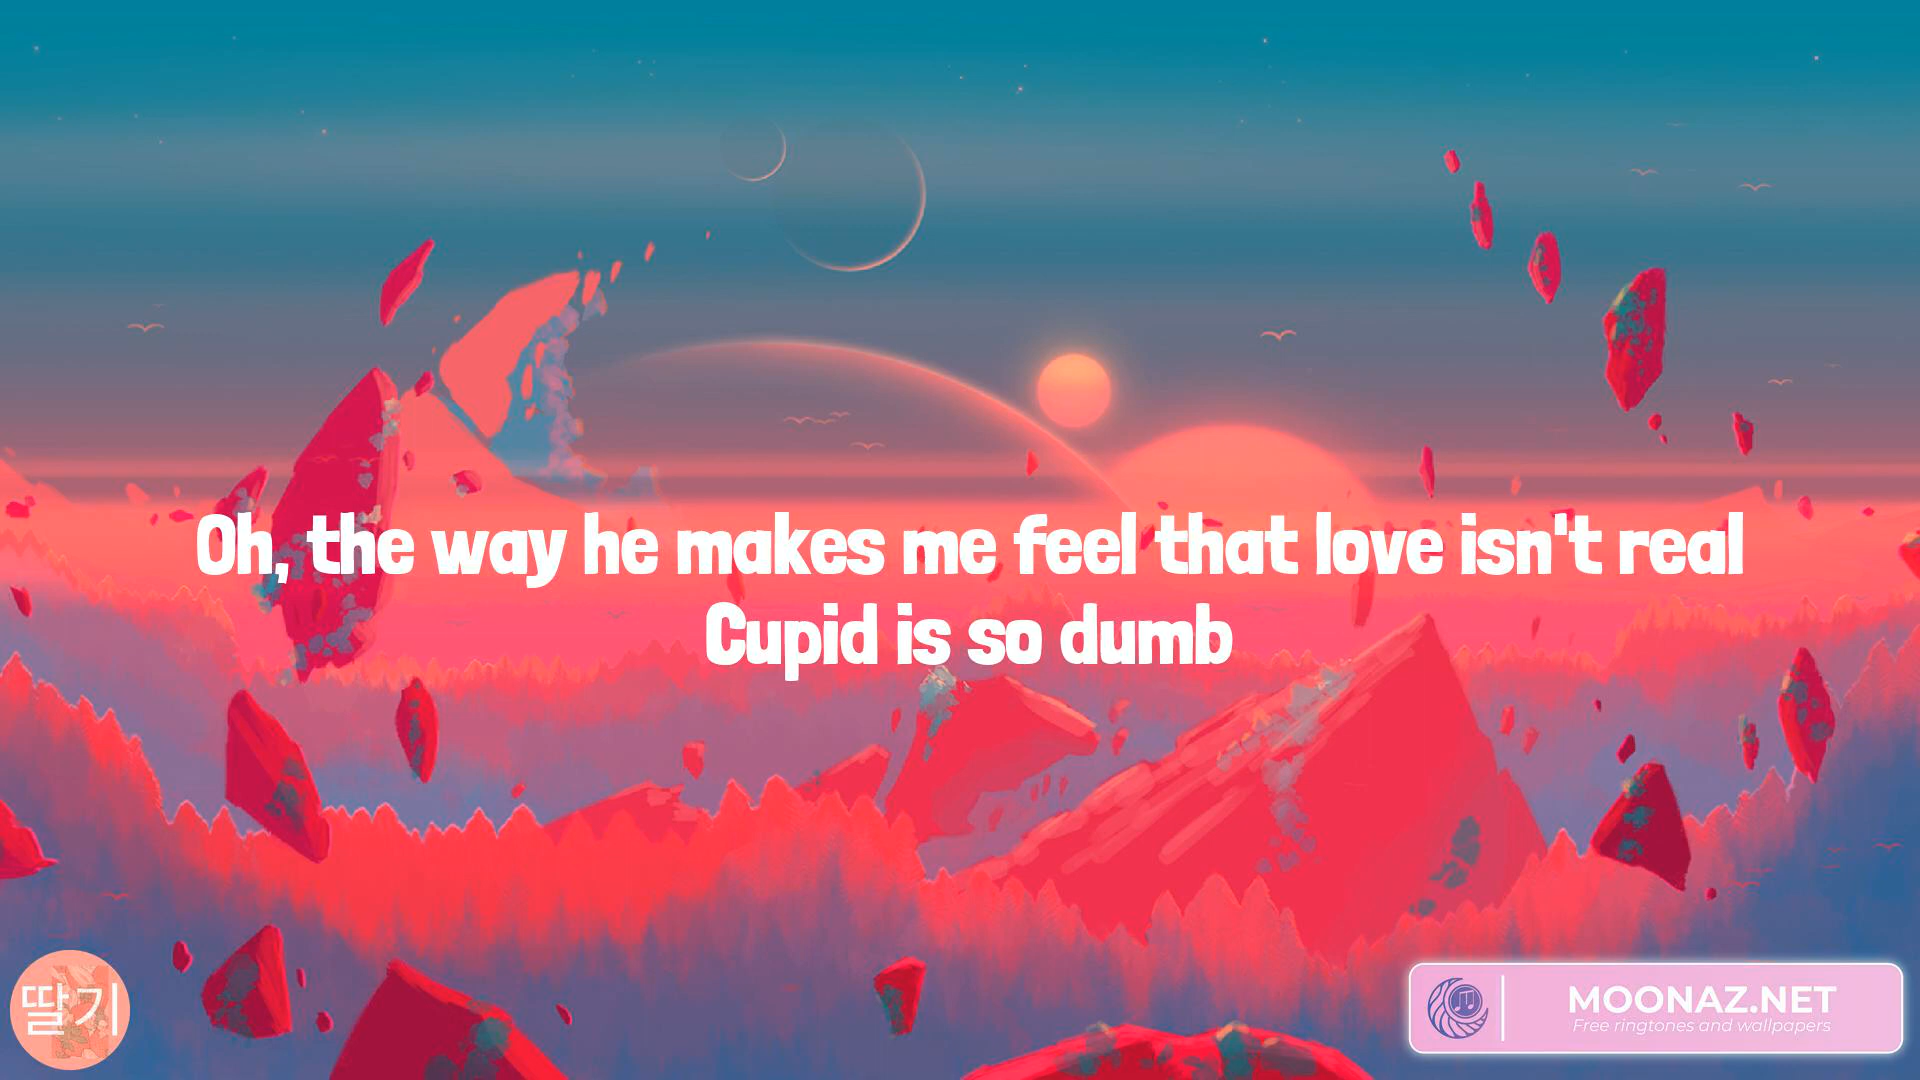 Oh, the way he makes me feel that love isn't real
Cupid is so dumb
딸기
MOONAZ.NET
Free ringtones and wallpapers